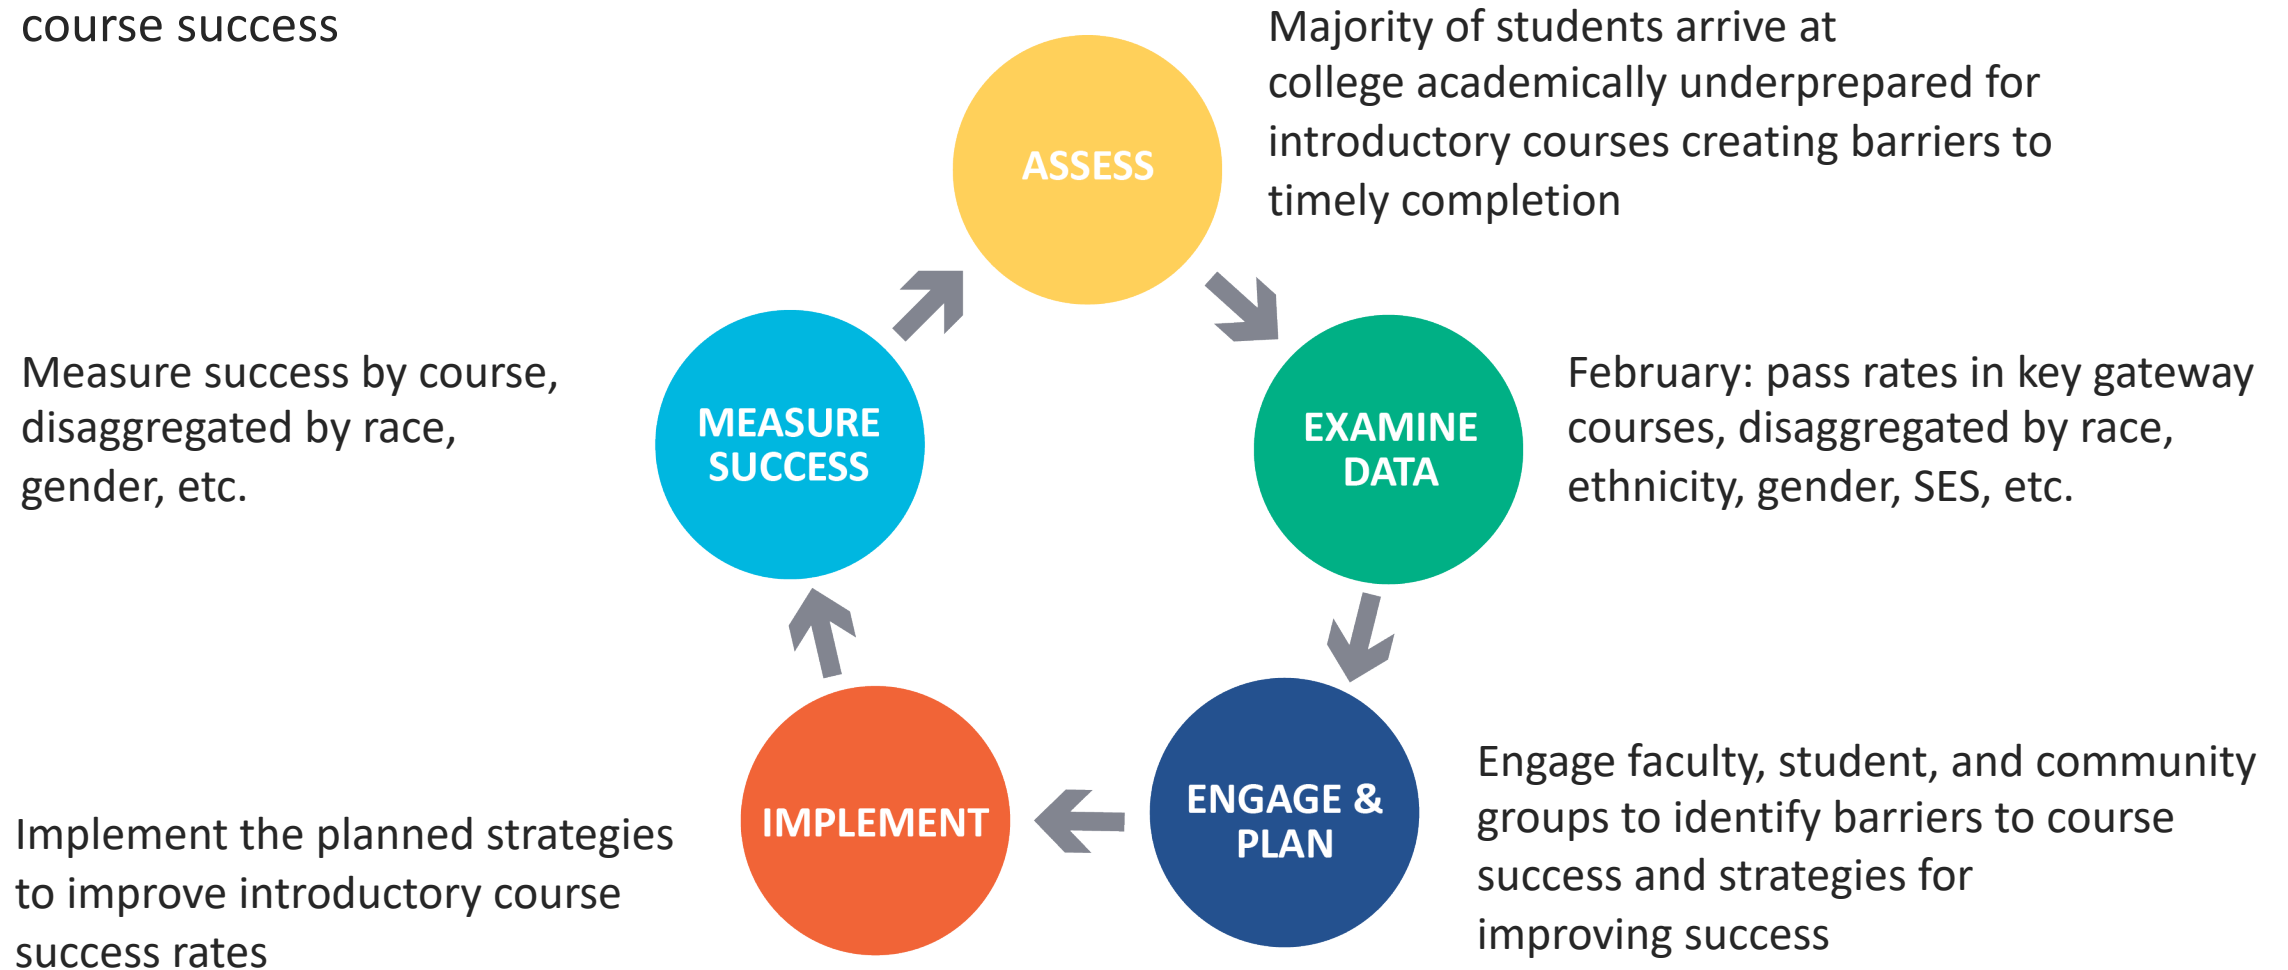 course success
Majority of students arrive at
college academically underprepared for
introductory courses creating barriers to
timely completion
ASSESS
Measure success by course,
disaggregated by race,
gender, etc.
MEASURE
SUCCESS
EXAMINE
DATA
February: pass rates in key gateway
courses, disaggregated by race,
ethnicity, gender, SES, etc.
Implement the planned strategies
to improve introductory course
success rates
IMPLEMENT
ENGAGE &
PLAN
Engage faculty, student, and community
groups to identify barriers to course
success and strategies for
improving success